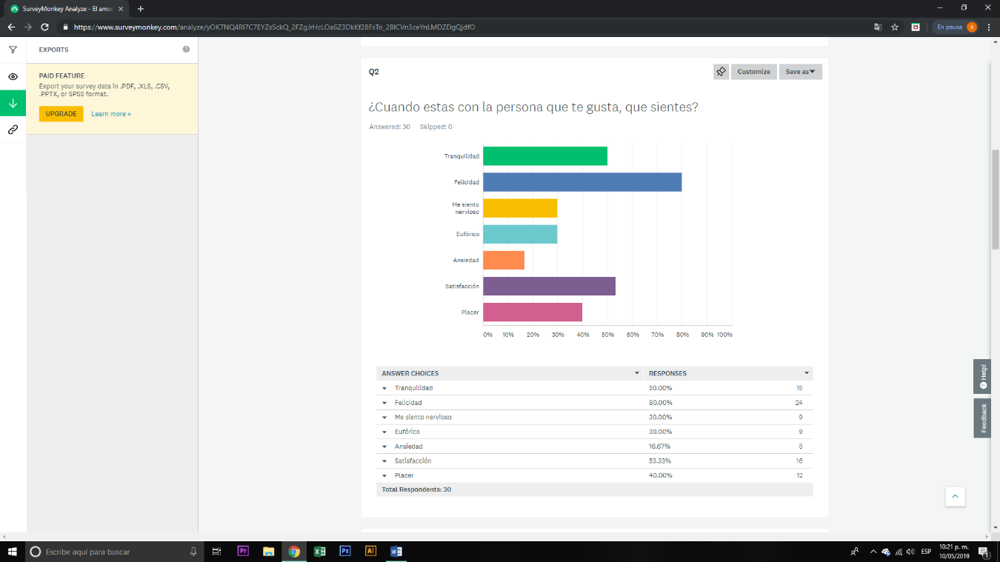 SurveyMonkey Analyze - El amo
https://www.surveymonkey.com/analyze/yOK7NQ4RI7C7EYZs5ckQ_2FZgJrHcLOa6Z3DkKf28FsTo_2BlCVn3ceYnLMDZDgQjdfO
En pausa A
EXPORTS
PAID FEATURE
Export your survey data in .PDF, .XLS, .CSV,
.PPTX, or SPSS format.
UPGRADE Learn more »
Q2
Customize Save as
¿Cuando estas con la persona que te gusta, que sientes?
Answered: 30 Skipped: 0
Tranquilidad
Felicidad
Me siento
nervioso
Eufórico
Ansiedad
Satisfacción
Placer
0% 10% 20% 30% 40% 50% 60% 70% 80% 90% 100%
ANSWER CHOICES RESPONSES
Tranquilidad 50.00% 15
Felicidad 80.00% 24
Me siento nervioso 30.00% 9
Eufórico 30.00% 9
Ansiedad 16.67% 5
Satisfacción 53.33% 16
Placer 40.00% 12
Total Respondents: 30
Help!
Feedback
Escribe aquí para buscar
Pr
Ps
Ai
ESP
10:21 p. m.
10/05/2019
1